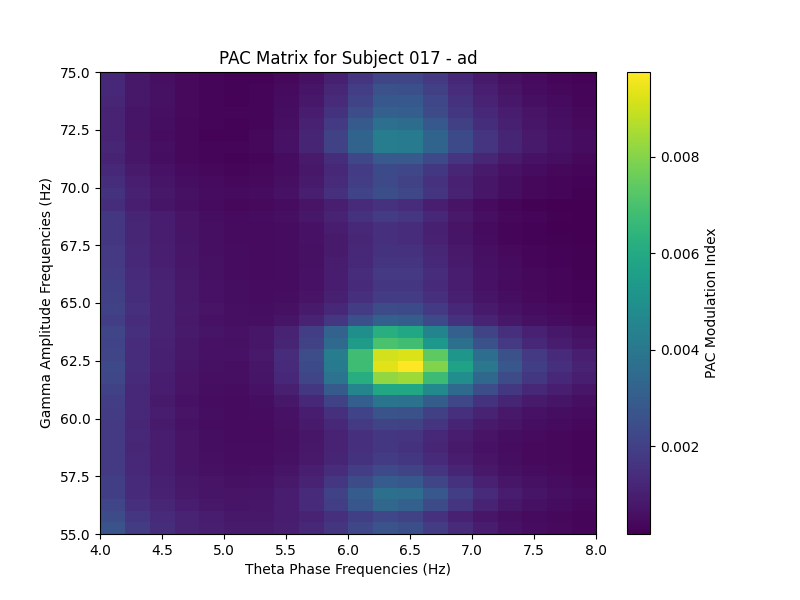 PAC Matrix for Subject 017 - ad
75.0
72.5
70.0
67.5
65.0
62.5
60.0
57.5
55.0
Gamma Amplitude Frequencies (Hz)
4.0 4.5 5.0 5.5 6.0 6.5 7.0 7.5 8.0
Theta Phase Frequencies (Hz)
0.008
0.006
0.004
0.002
PAC Modulation Index